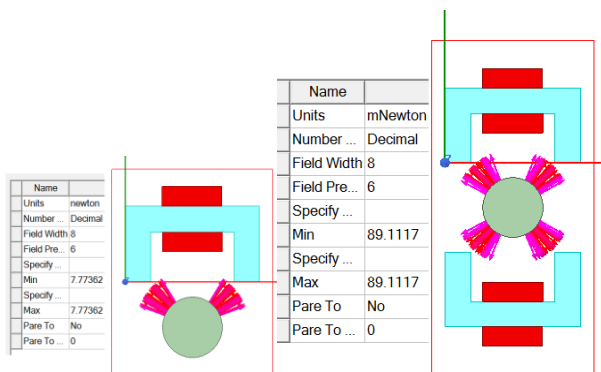 Name
Units newton
Number ... Decimal
Field Width 8
Field Pre... 6
Specify ...
Min 7.77362
Specify ...
Max 7.77362
Pare To No
Pare To ... 0
Name
Units mNewton
Number ... Decimal
Field Width 8
Field Pre... 6
Specify ...
Min 89.1117
Specify ...
Max 89.1117
Pare To No
Pare To ... 0